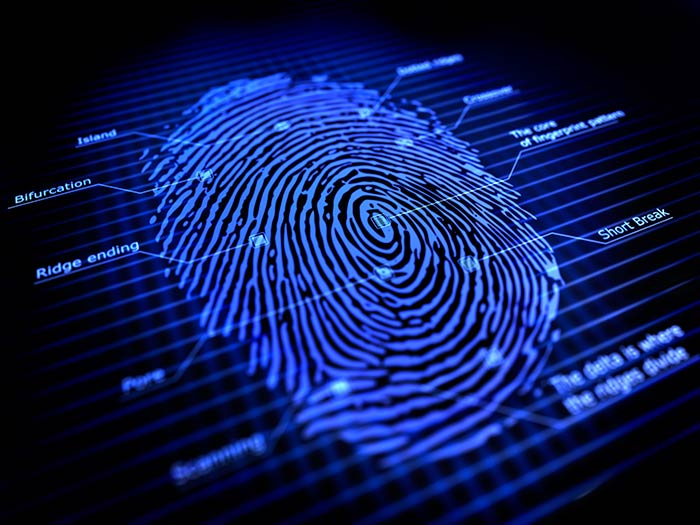 Island
Crossover
The core
of fingerprint pattern
Bifurcation
Short Break
Ridge ending
Pore
The delta is where
the ridges divide
Scanning